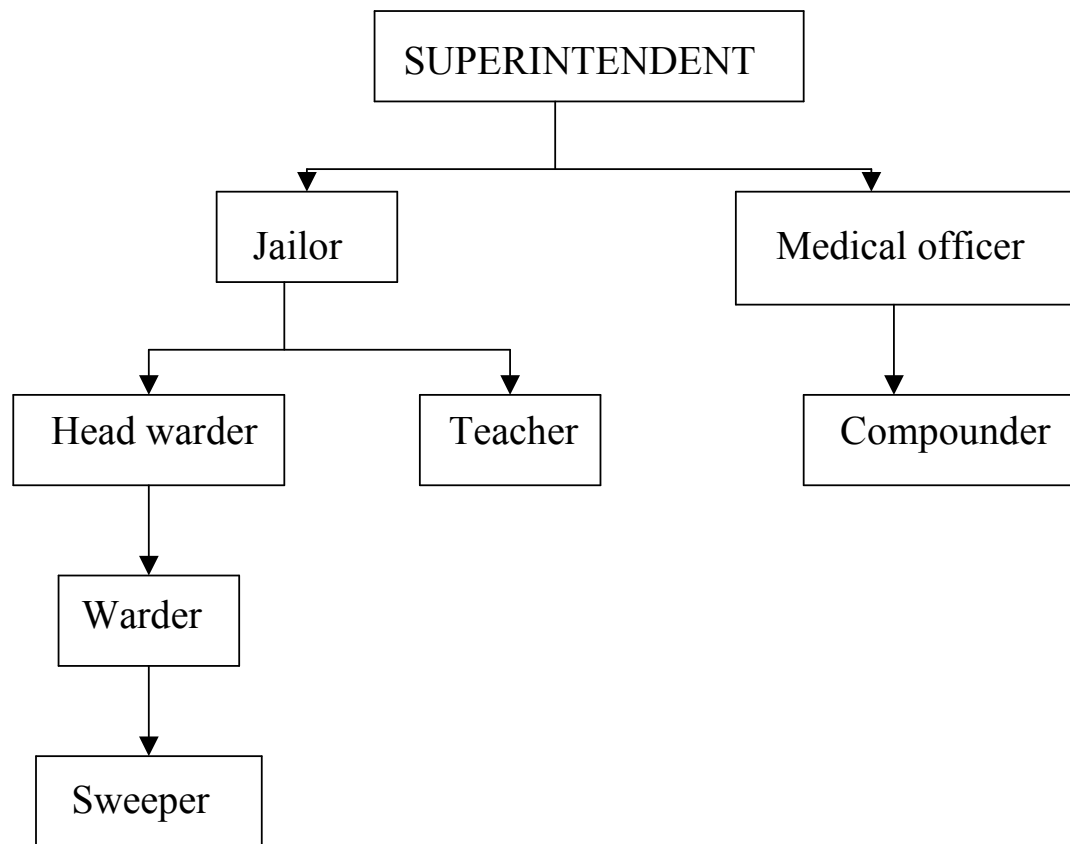 SUPERINTENDENT
Jailor
Medical officer
Head warder
Teacher
Compounder
Warder
Sweeper